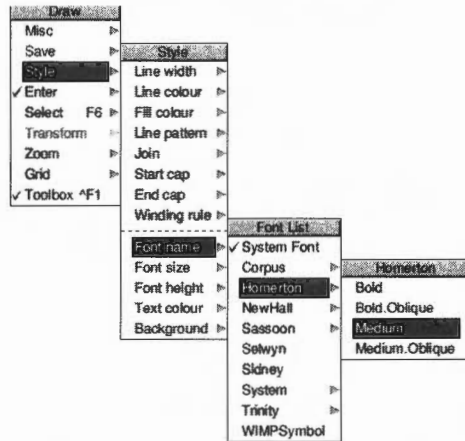 Draw
Misc
Save
Style
✓ Enter
Select F6
Transform
Zoom
Grid
✓ Toolbox ^F1
Style
Line width
Line colour
Fill colour
Line pattern
Join
Start cap
End cap
Winding rule
Font name
Font size
Font height
Text colour
Background
Font List
✓ System Font
Corpus
Homerton
NewHall
Sassoon
Selwyn
Sidney
System
Trinity
WIMPSymbol
Homerton
Bold
Bold.Oblique
Medium
Medium.Oblique